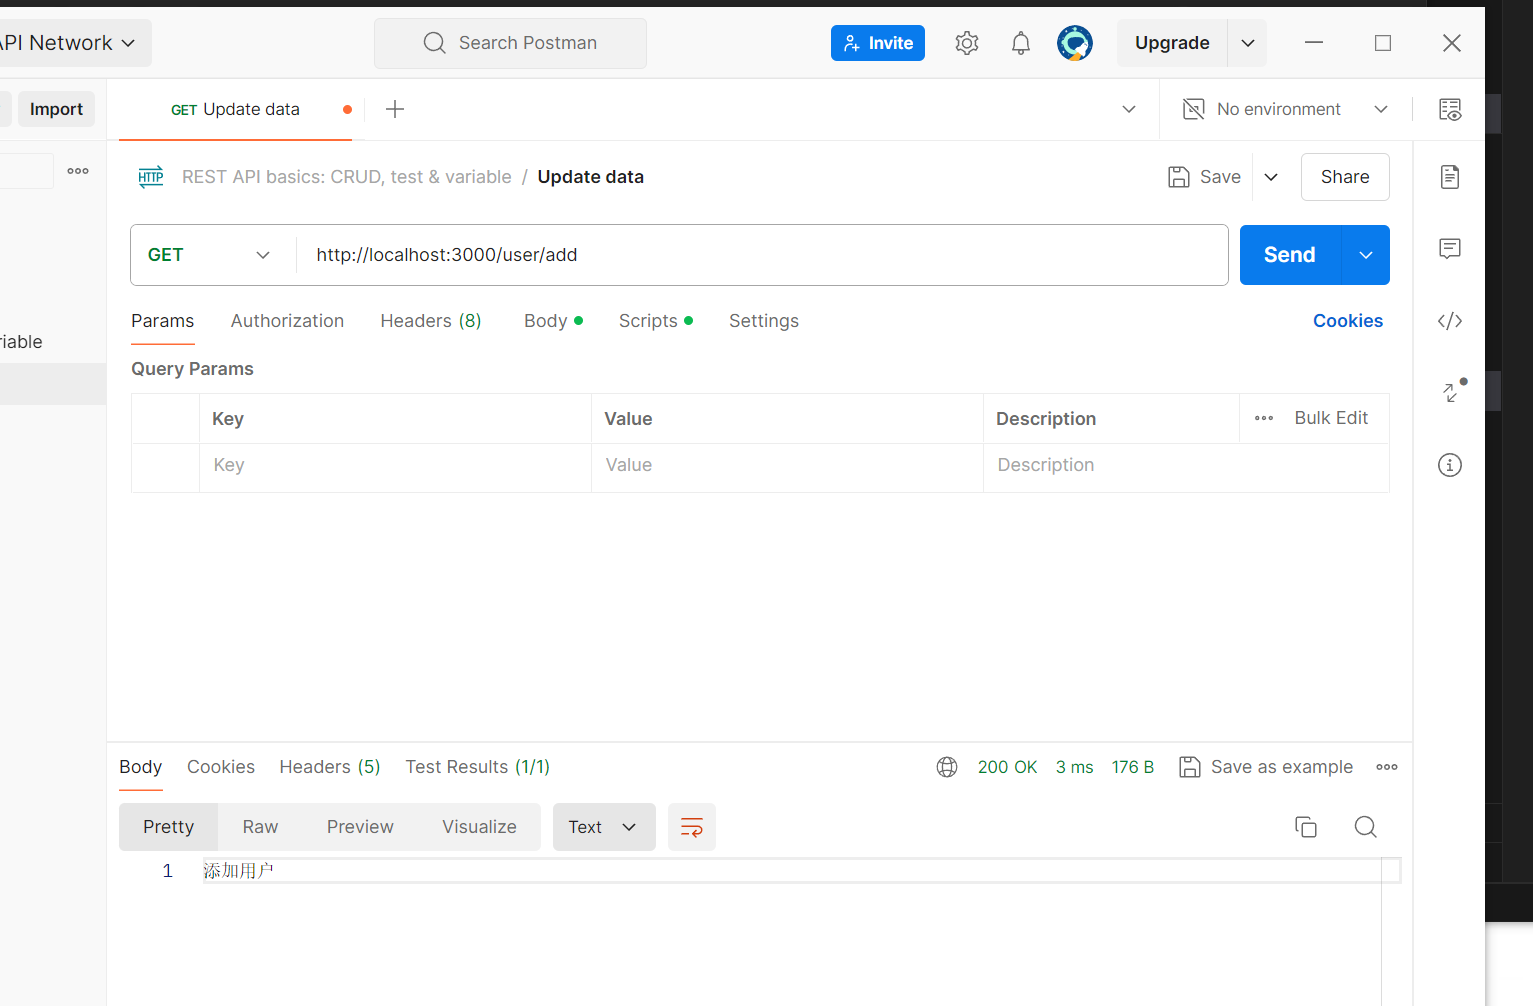 API Network
Search Postman
Invite
Upgrade
Import
GET Update data
No environment
REST API basics: CRUD, test & variable / Update data
Save
Share
GET
http://localhost:3000/user/add
Send
Params
Authorization
Headers (8)
Body
Scripts
Settings
Cookies
riable
Query Params
Key
Value
Description
Bulk Edit
Key
Value
Description
Body
Cookies
Headers (5)
Test Results (1/1)
200 OK
3 ms
176 B
Save as example
Pretty
Raw
Preview
Visualize
Text
1
添加用户